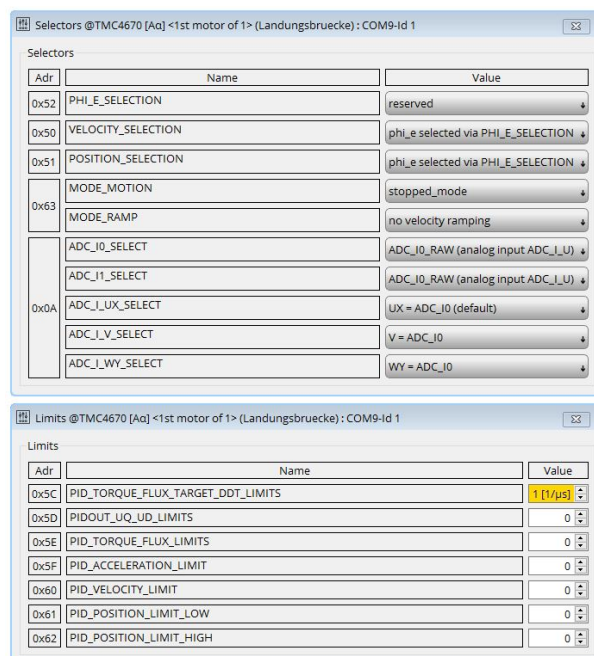 Selectors @TMC4670 [Aα] <1st motor of 1> (Landungsbruecke) : COM9-Id 1
Selectors
Adr Name Value
0x52 PHI_E_SELECTION reserved
0x50 VELOCITY_SELECTION phi_e selected via PHI_E_SELECTION
0x51 POSITION_SELECTION phi_e selected via PHI_E_SELECTION
0x63 MODE_MOTION stopped_mode
MODE_RAMP no velocity ramping
0x0A ADC_I0_SELECT ADC_I0_RAW (analog input ADC_I_U)
ADC_I1_SELECT ADC_I0_RAW (analog input ADC_I_U)
ADC_I_UX_SELECT UX = ADC_I0 (default)
ADC_I_V_SELECT V = ADC_I0
ADC_I_WY_SELECT WY = ADC_I0
Limits @TMC4670 [Aα] <1st motor of 1> (Landungsbruecke) : COM9-Id 1
Limits
Adr Name Value
0x5C PID_TORQUE_FLUX_TARGET_DDT_LIMITS 1 [1/µs]
0x5D PIDOUT_UQ_UD_LIMITS 0
0x5E PID_TORQUE_FLUX_LIMITS 0
0x5F PID_ACCELERATION_LIMIT 0
0x60 PID_VELOCITY_LIMIT 0
0x61 PID_POSITION_LIMIT_LOW 0
0x62 PID_POSITION_LIMIT_HIGH 0